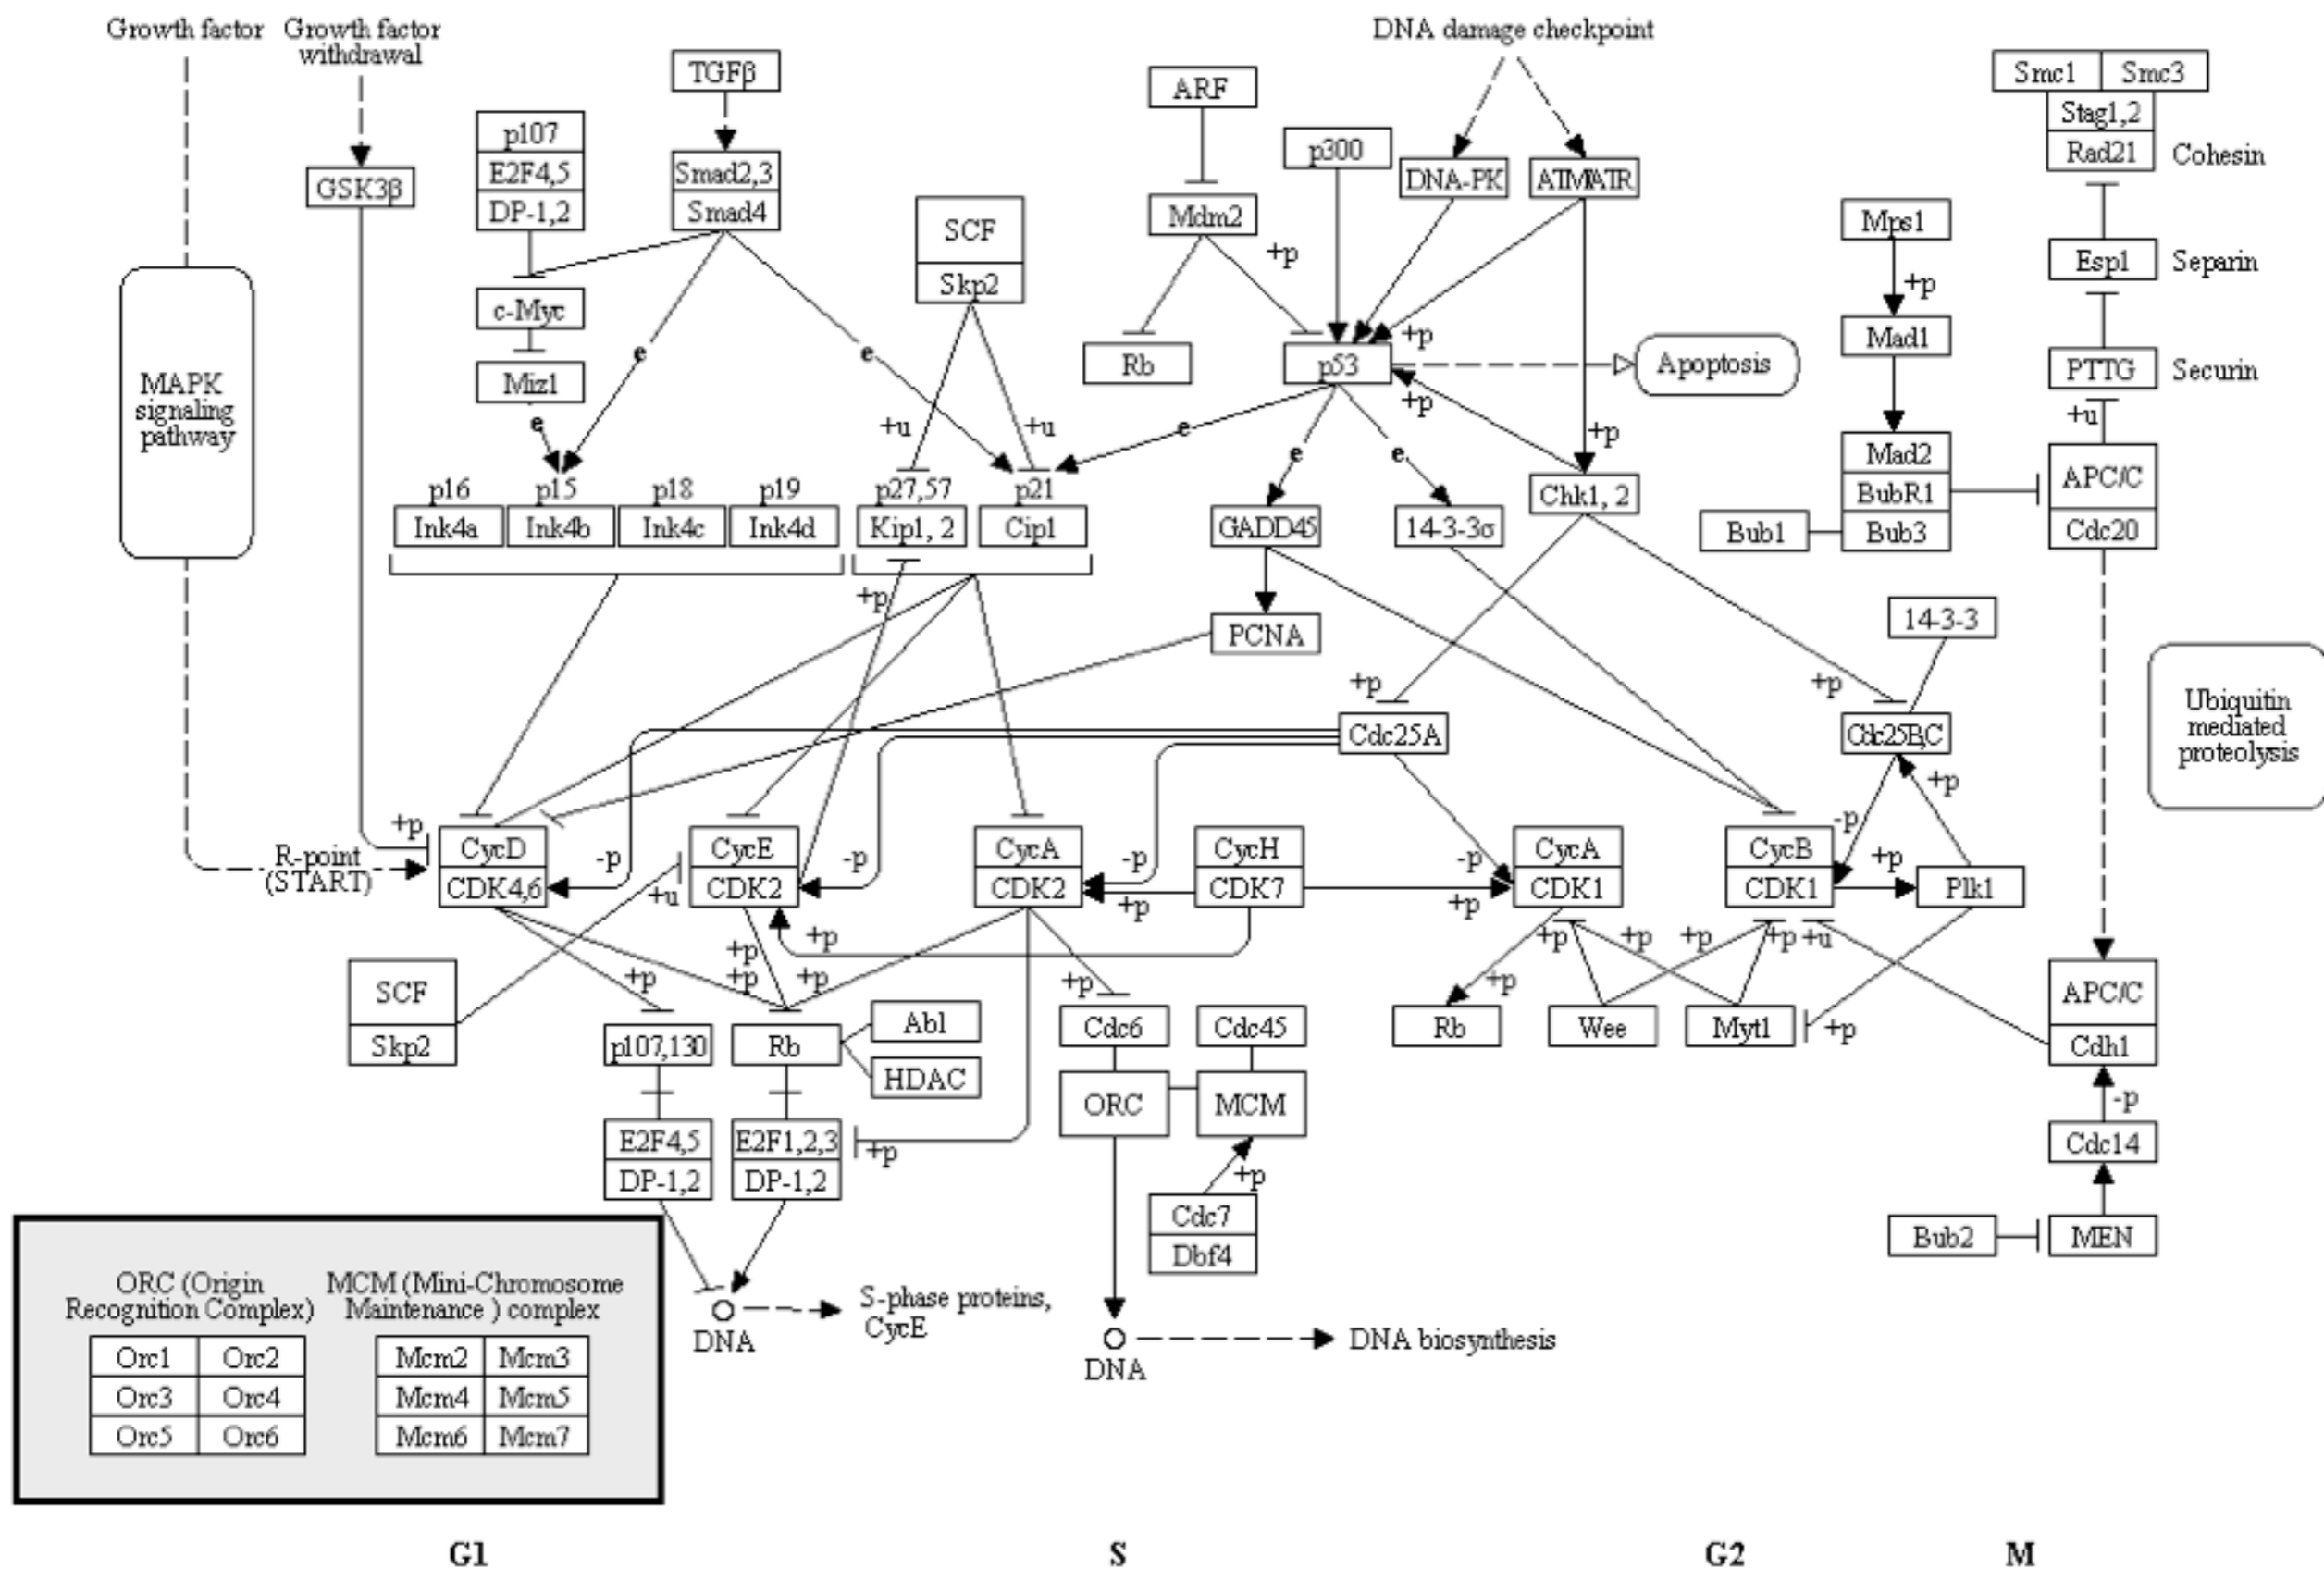 Growth factor
Growth factor
withdrawal
DNA damage checkpoint
TGFβ
ARF
Smc1
Smc3
Stag1,2
Rad21
Cohesin
p107
E2F4,5
DP-1,2
Smad2,3
Smad4
p300
DNA-PK
ATM/ATR
GSK3β
SCF
Skp2
Mdm2
+p
Mps1
+p
Esp1
Separin
c-Myc
Miz1
e
e
e
Rb
p53
+p
+p
Apoptosis
Mad1
PTTG
Securin
+u
MAPK
signaling
pathway
+u
+u
e
e
e
+p
Mad2
BubR1
Bub3
Bub1
APC/C
Cdc20
p16
p15
p18
p19
p27,57
p21
Ink4a
Ink4b
Ink4c
Ink4d
Kip1, 2
Cip1
GADD45
14-3-3σ
Chk1, 2
+p
PCNA
14-3-3
+p
+p
Cdc25A
Cdc25B,C
Ubiquitin
mediated
proteolysis
+p
-p
+p
R-point
(START)
CycD
CDK4,6
-p
+u
CycE
CDK2
-p
CycA
CDK2
-p
+p
CycH
CDK7
-p
+p
CycA
CDK1
CycB
CDK1
+p
Plk1
+p
+p
+p
+p
+p
+p
+p
+p
+p
+p
+u
+p
SCF
Skp2
p107,130
Rb
Abl
HDAC
Cdc6
Cdc45
ORC
MCM
Rb
Wee
Myt1
+p
APC/C
Cdh1
-p
E2F4,5
DP-1,2
E2F1,2,3
DP-1,2
+p
+p
Cdc7
Dbf4
Cdc14
Bub2
MEN
DNA
S-phase proteins,
CycE
DNA
DNA biosynthesis
ORC (Origin
Recognition Complex)
MCM (Mini-Chromosome
Maintenance ) complex
Orc1
Orc2
Mcm2
Mcm3
Orc3
Orc4
Mcm4
Mcm5
Orc5
Orc6
Mcm6
Mcm7
G1
S
G2
M